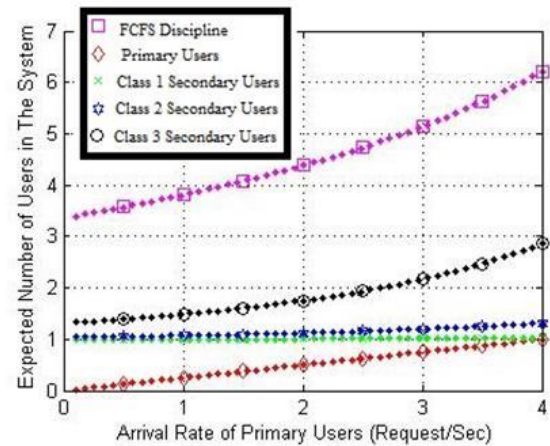 7
6
5
4
3
2
1
0
FCFS Discipline
Primary Users
Class 1 Secondary Users
Class 2 Secondary Users
Class 3 Secondary Users
Expected Number of Users in The System
0 1 2 3 4
Arrival Rate of Primary Users (Request/Sec)